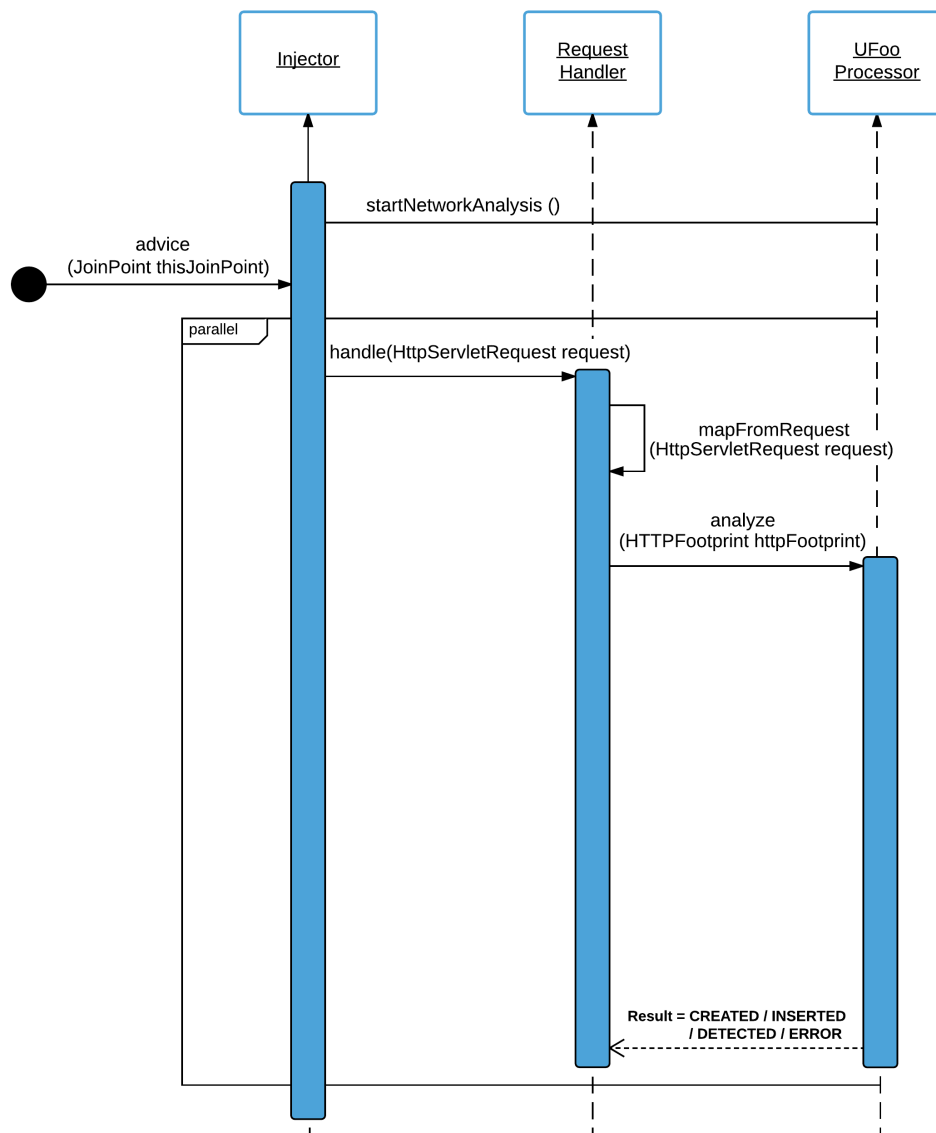 Injector
Request
Handler
UFoo
Processor
startNetworkAnalysis ()
advice
(JoinPoint thisJoinPoint)
parallel
handle(HttpServletRequest request)
mapFromRequest
(HttpServletRequest request)
analyze
(HTTPFootprint httpFootprint)
Result = CREATED / INSERTED
/ DETECTED / ERROR